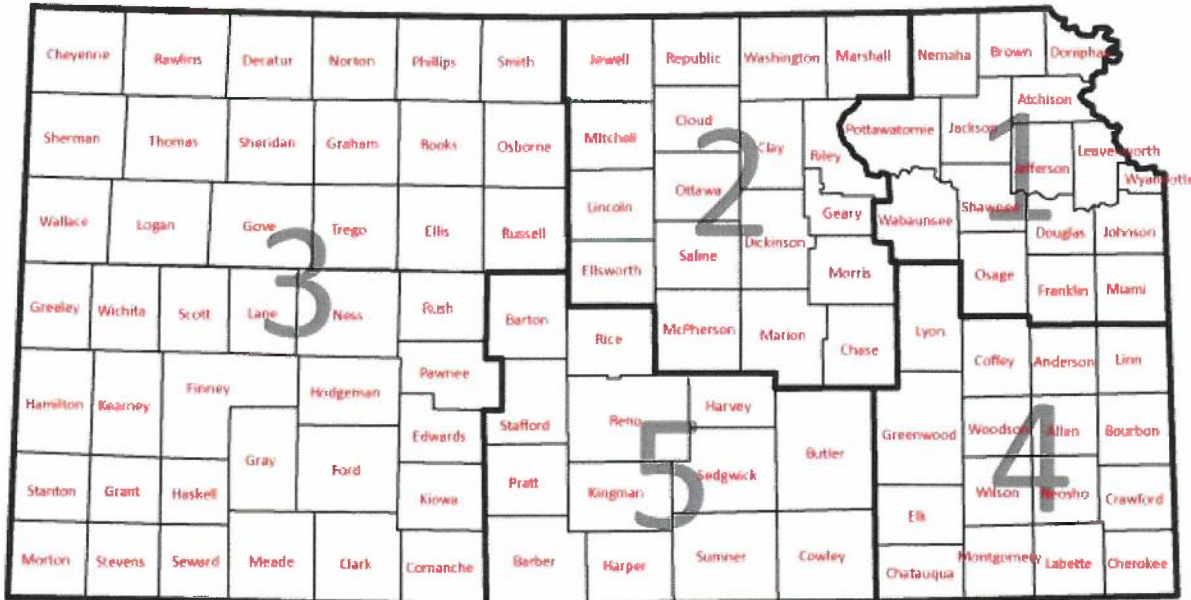 Cheyenne Rawlins Decatur Norton Phillips Smith Jewell Republic Washington Marshall Nemaha Brown Doniphan
Atchison
Sherman Thomas Sheridan Graham Rooks Osborne Mitchell Cloud Clay Riley Pottawatomie Jackson Jefferson Leavenworth
Wyandotte
1
2
Lincoln Ottawa Geary Wabaunsee Shawnee
Wallace Logan Gove Trego Ellis Russell Saline Dickinson Douglas Johnson
3
Ellsworth Morris Osage
Greeley Wichita Scott Lane Ness Rush Barton Rice McPherson Marion Chase Lyon Franklin Miami
Coffey Anderson Linn
Hamilton Kearney Finney Hodgeman Pawnee
Edwards Stafford Reno Harvey Butler Greenwood Woodson Allen Bourbon
4
5
Gray Ford Kiowa Pratt Kingman Sedgwick
Stanton Grant Haskell Elk Wilson Neosho Crawford
Morton Stevens Seward Meade Clark Comanche Barber Harper Sumner Cowley Chatauqua Montgomery Labette Cherokee